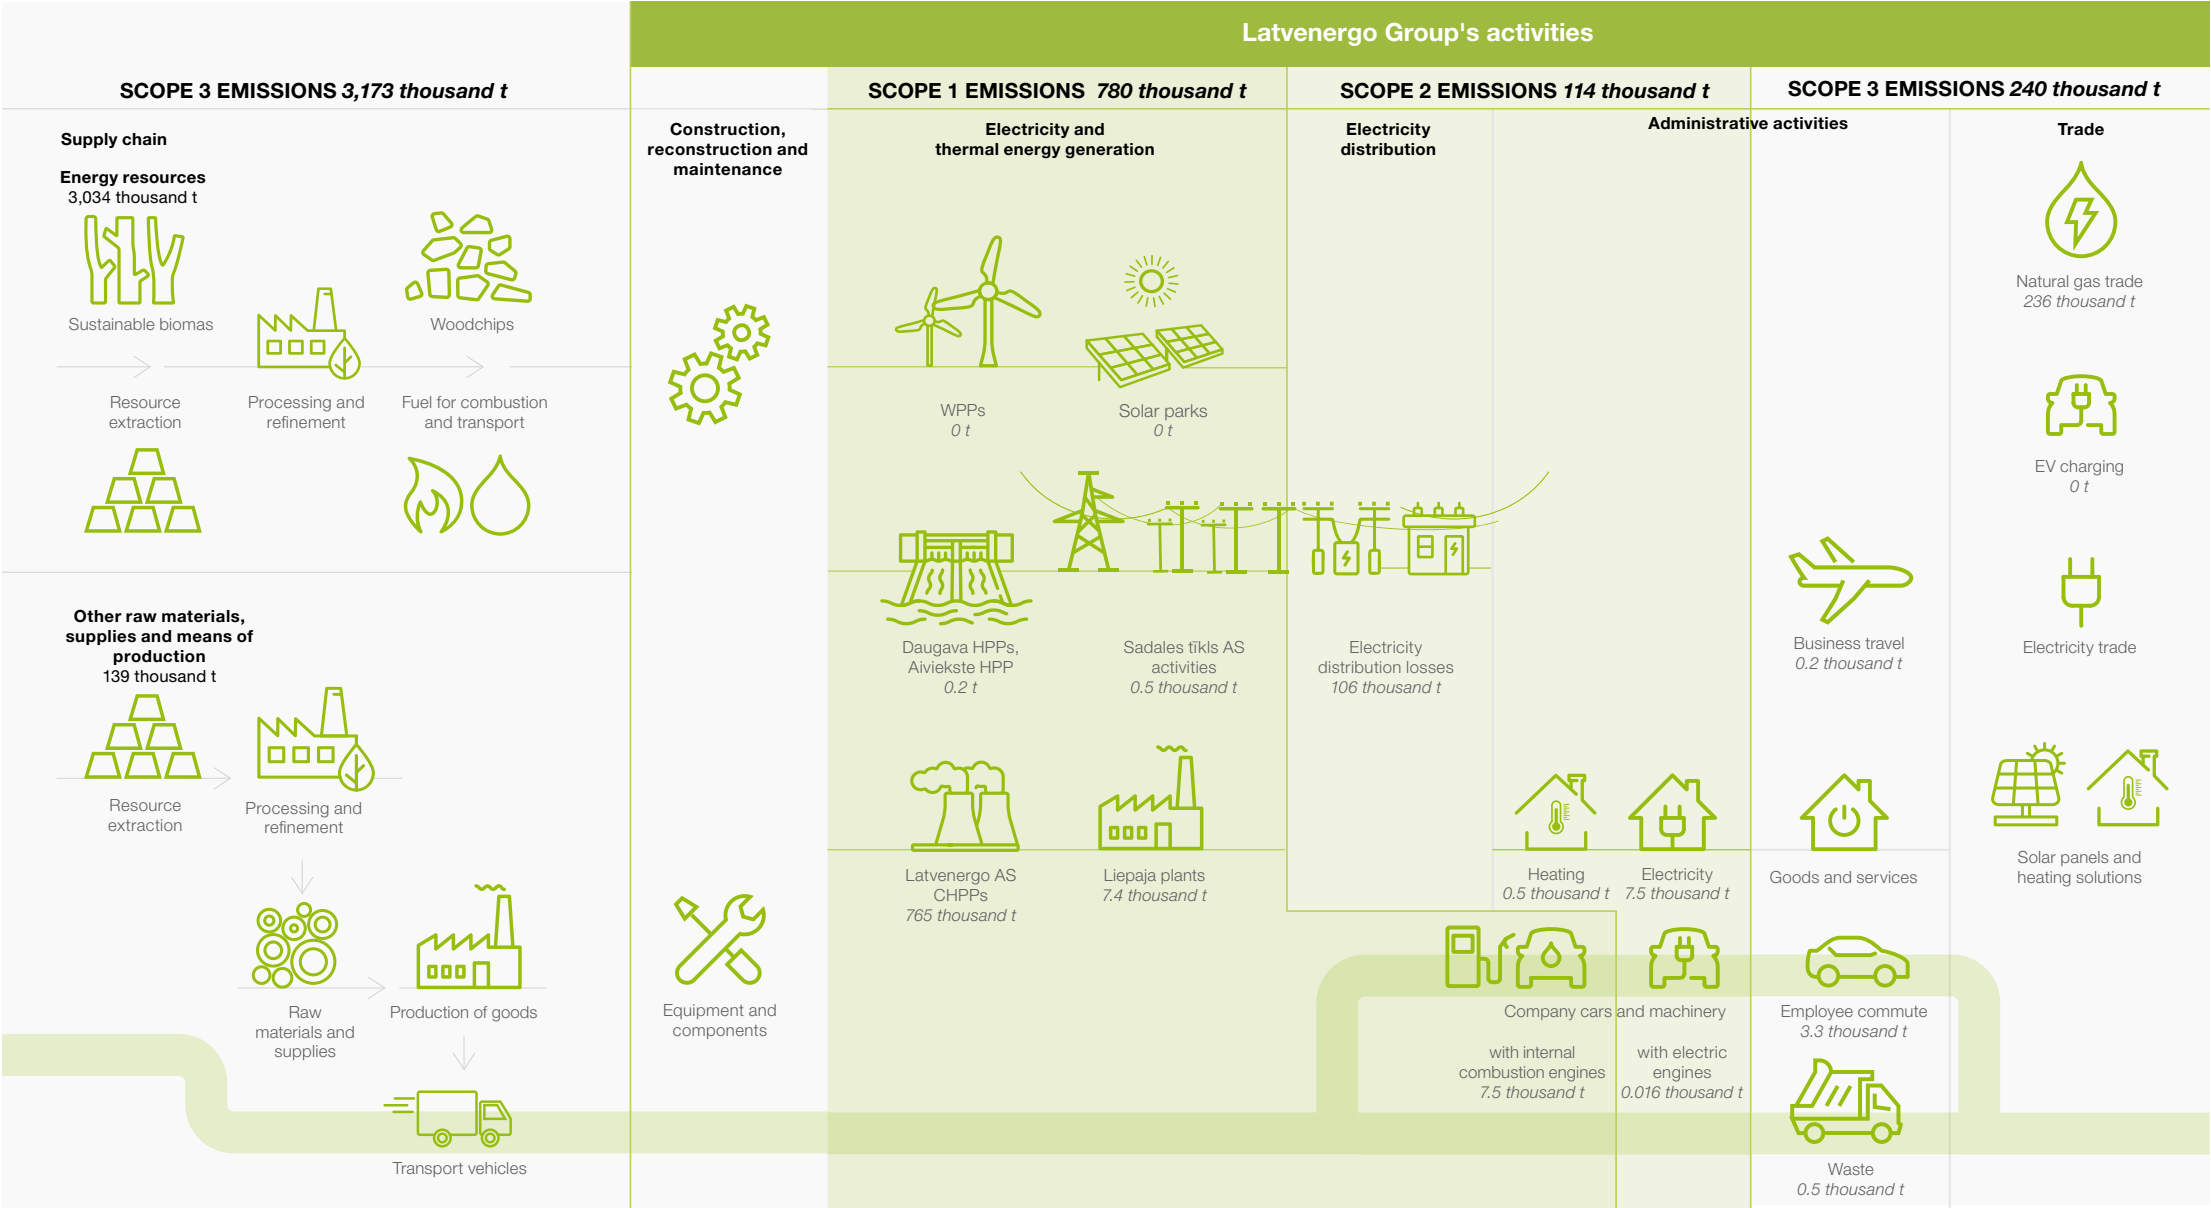 Latvenergo Group's activities
SCOPE 3 EMISSIONS 3,173 thousand t
SCOPE 1 EMISSIONS 780 thousand t
SCOPE 2 EMISSIONS 114 thousand t
SCOPE 3 EMISSIONS 240 thousand t
Supply chain
Energy resources
3,034 thousand t
Sustainable biomas
Woodchips
Resource
extraction
Processing and
refinement
Fuel for combustion
and transport
Other raw materials,
supplies and means of
production
139 thousand t
Resource
extraction
Processing and
refinement
Raw
materials and
supplies
Production of goods
Transport vehicles
Construction,
reconstruction and
maintenance
Equipment and
components
Electricity and
thermal energy generation
WPPs
0 t
Solar parks
0 t
Daugava HPPs,
Aiviekste HPP
0.2 t
Sadales tīkls AS
activities
0.5 thousand t
Latvenergo AS
CHPPs
765 thousand t
Liepaja plants
7.4 thousand t
Electricity
distribution
Electricity
distribution losses
106 thousand t
Administrative activities
Heating
0.5 thousand t
Electricity
7.5 thousand t
Company cars and machinery
with internal
combustion engines
7.5 thousand t
with electric
engines
0.016 thousand t
Business travel
0.2 thousand t
Goods and services
Employee commute
3.3 thousand t
Waste
0.5 thousand t
Trade
Natural gas trade
236 thousand t
EV charging
0 t
Electricity trade
Solar panels and
heating solutions